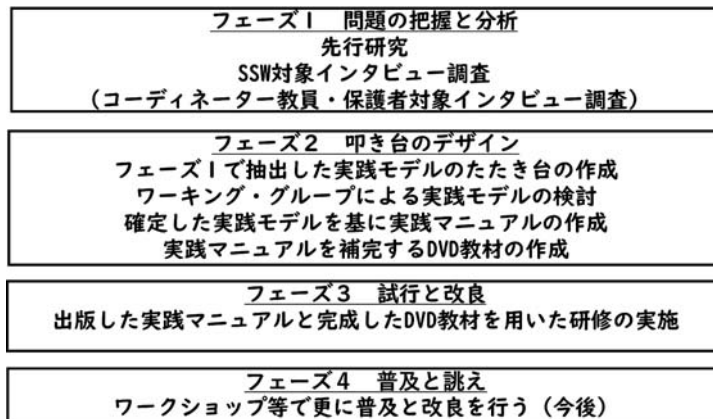 フェーズ1　問題の把握と分析
先行研究
SSW対象インタビュー調査
（コーディネーター教員・保護者対象インタビュー調査）
フェーズ2　叩き台のデザイン
フェーズ1で抽出した実践モデルのたたき台の作成
ワーキング・グループによる実践モデルの検討
確定した実践モデルを基に実践マニュアルの作成
実践マニュアルを補完するDVD教材の作成
フェーズ3　試行と改良
出版した実践マニュアルと完成したDVD教材を用いた研修の実施
フェーズ4　普及と誂え
ワークショップ等で更に普及と改良を行う（今後）